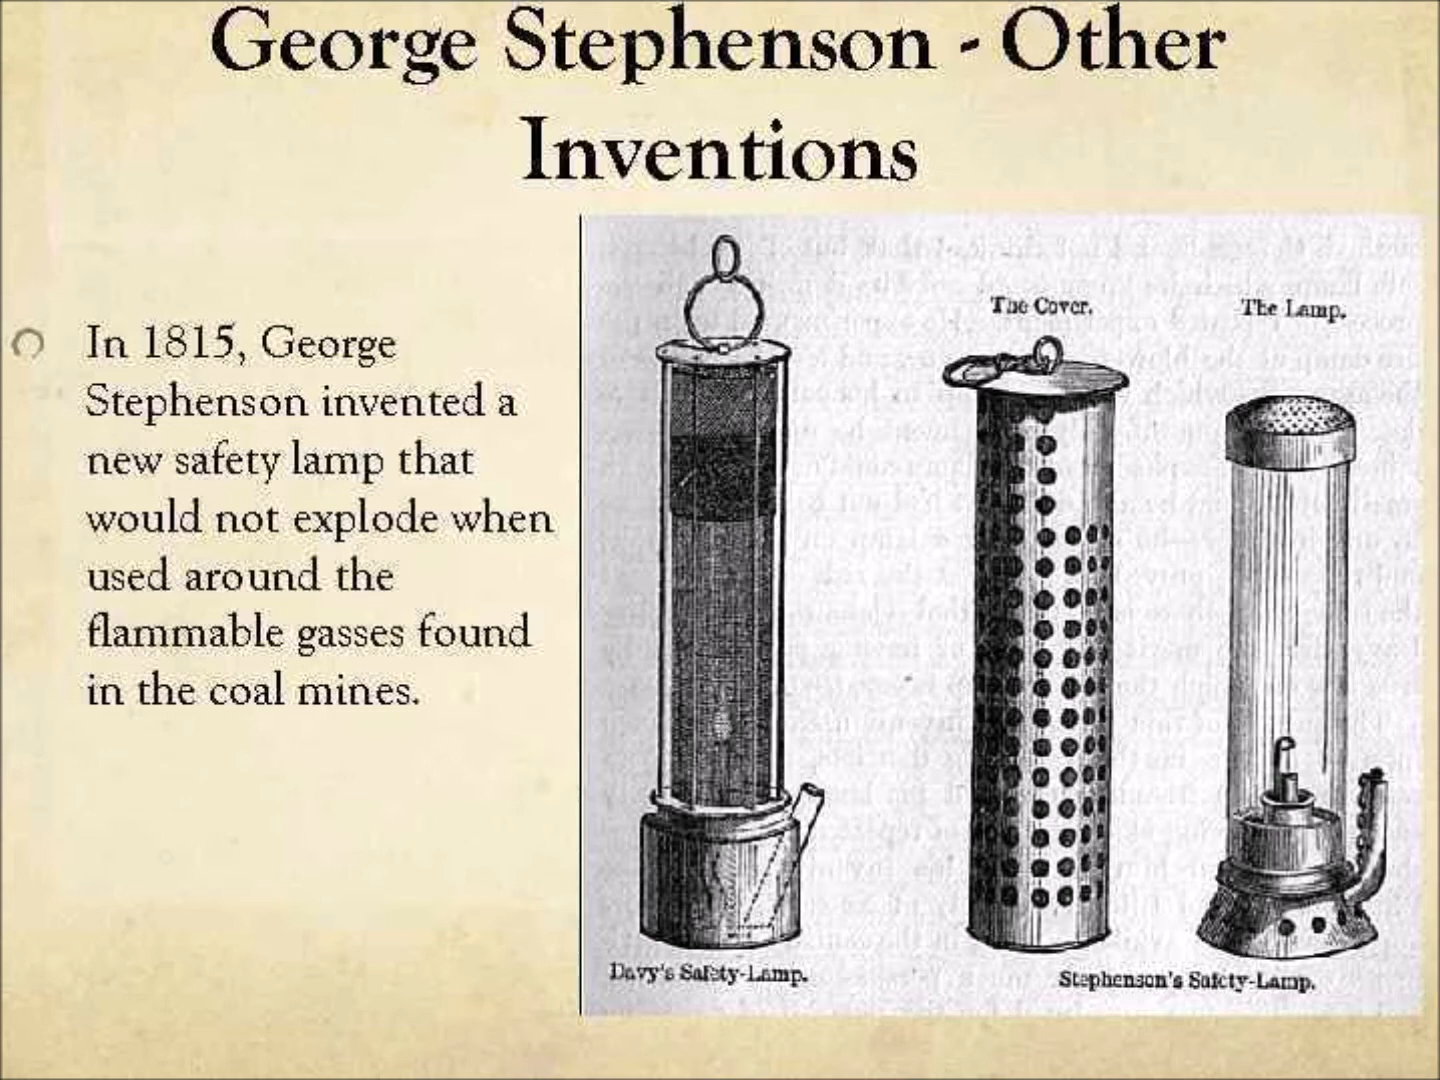 George Stephenson - Other
Inventions
In 1815, George
Stephenson invented a
new safety lamp that
would not explode when
used around the
flammable gasses found
in the coal mines.
The Cover.
The Lamp.
Davy's Safety-Lamp.
Stephenson's Safety-Lamp.